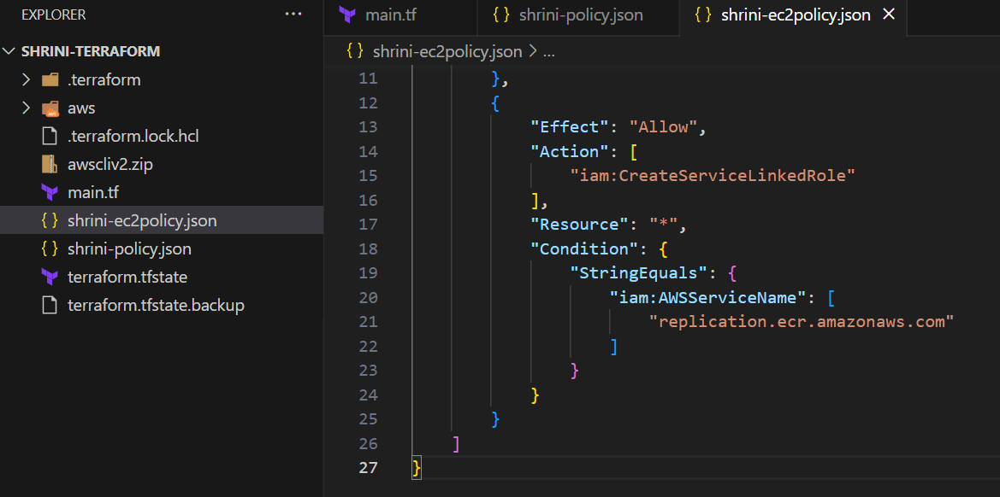 EXPLORER ...
SHRINI-TERRAFORM
.terraform
aws
.terraform.lock.hcl
awscliv2.zip
main.tf
{ } shrini-ec2policy.json
{ } shrini-policy.json
terraform.tfstate
terraform.tfstate.backup
main.tf { } shrini-policy.json { } shrini-ec2policy.json ×
{ } shrini-ec2policy.json > ...
11 },
12 {
13 "Effect": "Allow",
14 "Action": [
15 "iam:CreateServiceLinkedRole"
16 ],
17 "Resource": "*",
18 "Condition": {
19 "StringEquals": {
20 "iam:AWSServiceName": [
21 "replication.ecr.amazonaws.com"
22 ]
23 }
24 }
25 }
26 ]
27 }